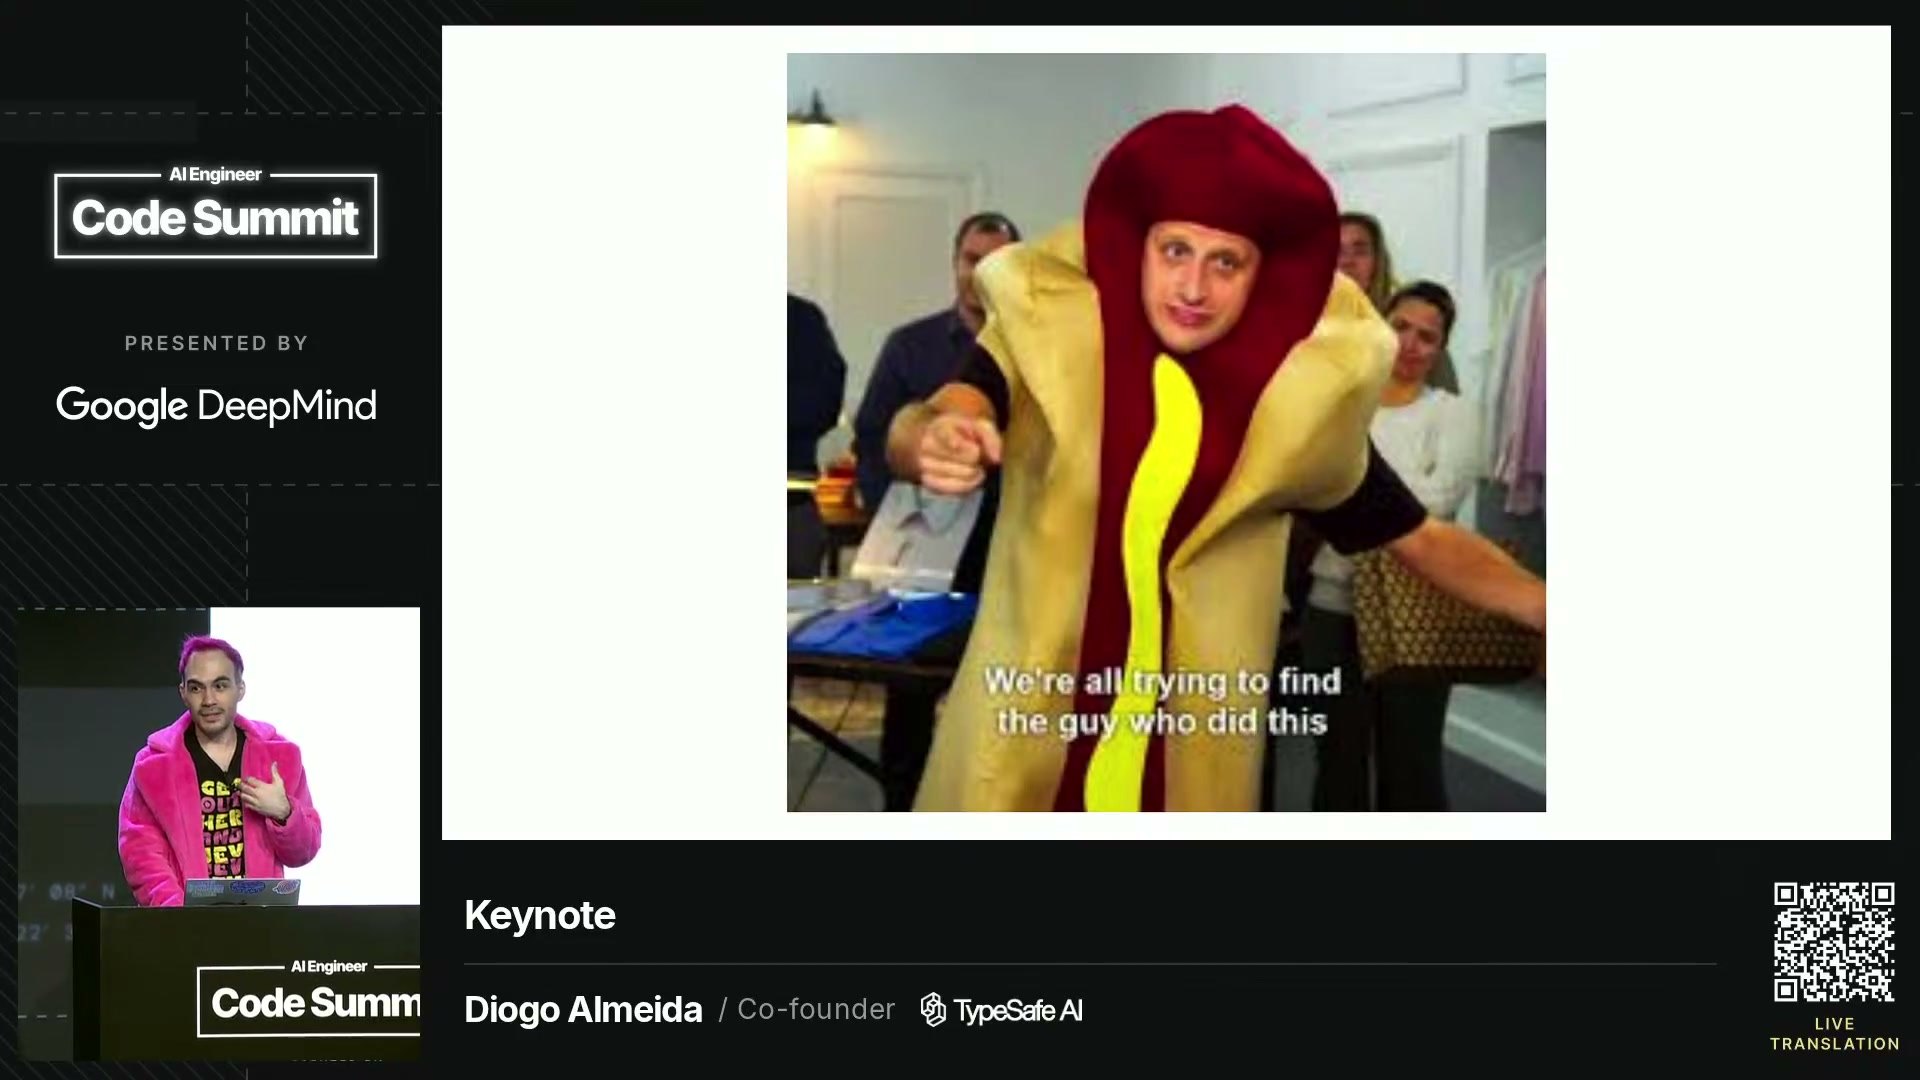 AI Engineer
Code Summit
PRESENTED BY
Google DeepMind
We're all trying to find
the guy who did this
AI Engineer
Code Summ
Keynote
Diogo Almeida / Co-founder TypeSafe AI
LIVE
TRANSLATION